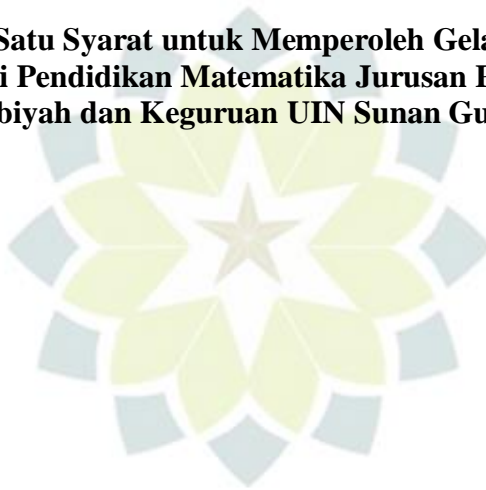 Satu Syarat untuk Memperoleh Gela
i Pendidikan Matematika Jurusan
biyah dan Keguruan UIN Sunan Gu